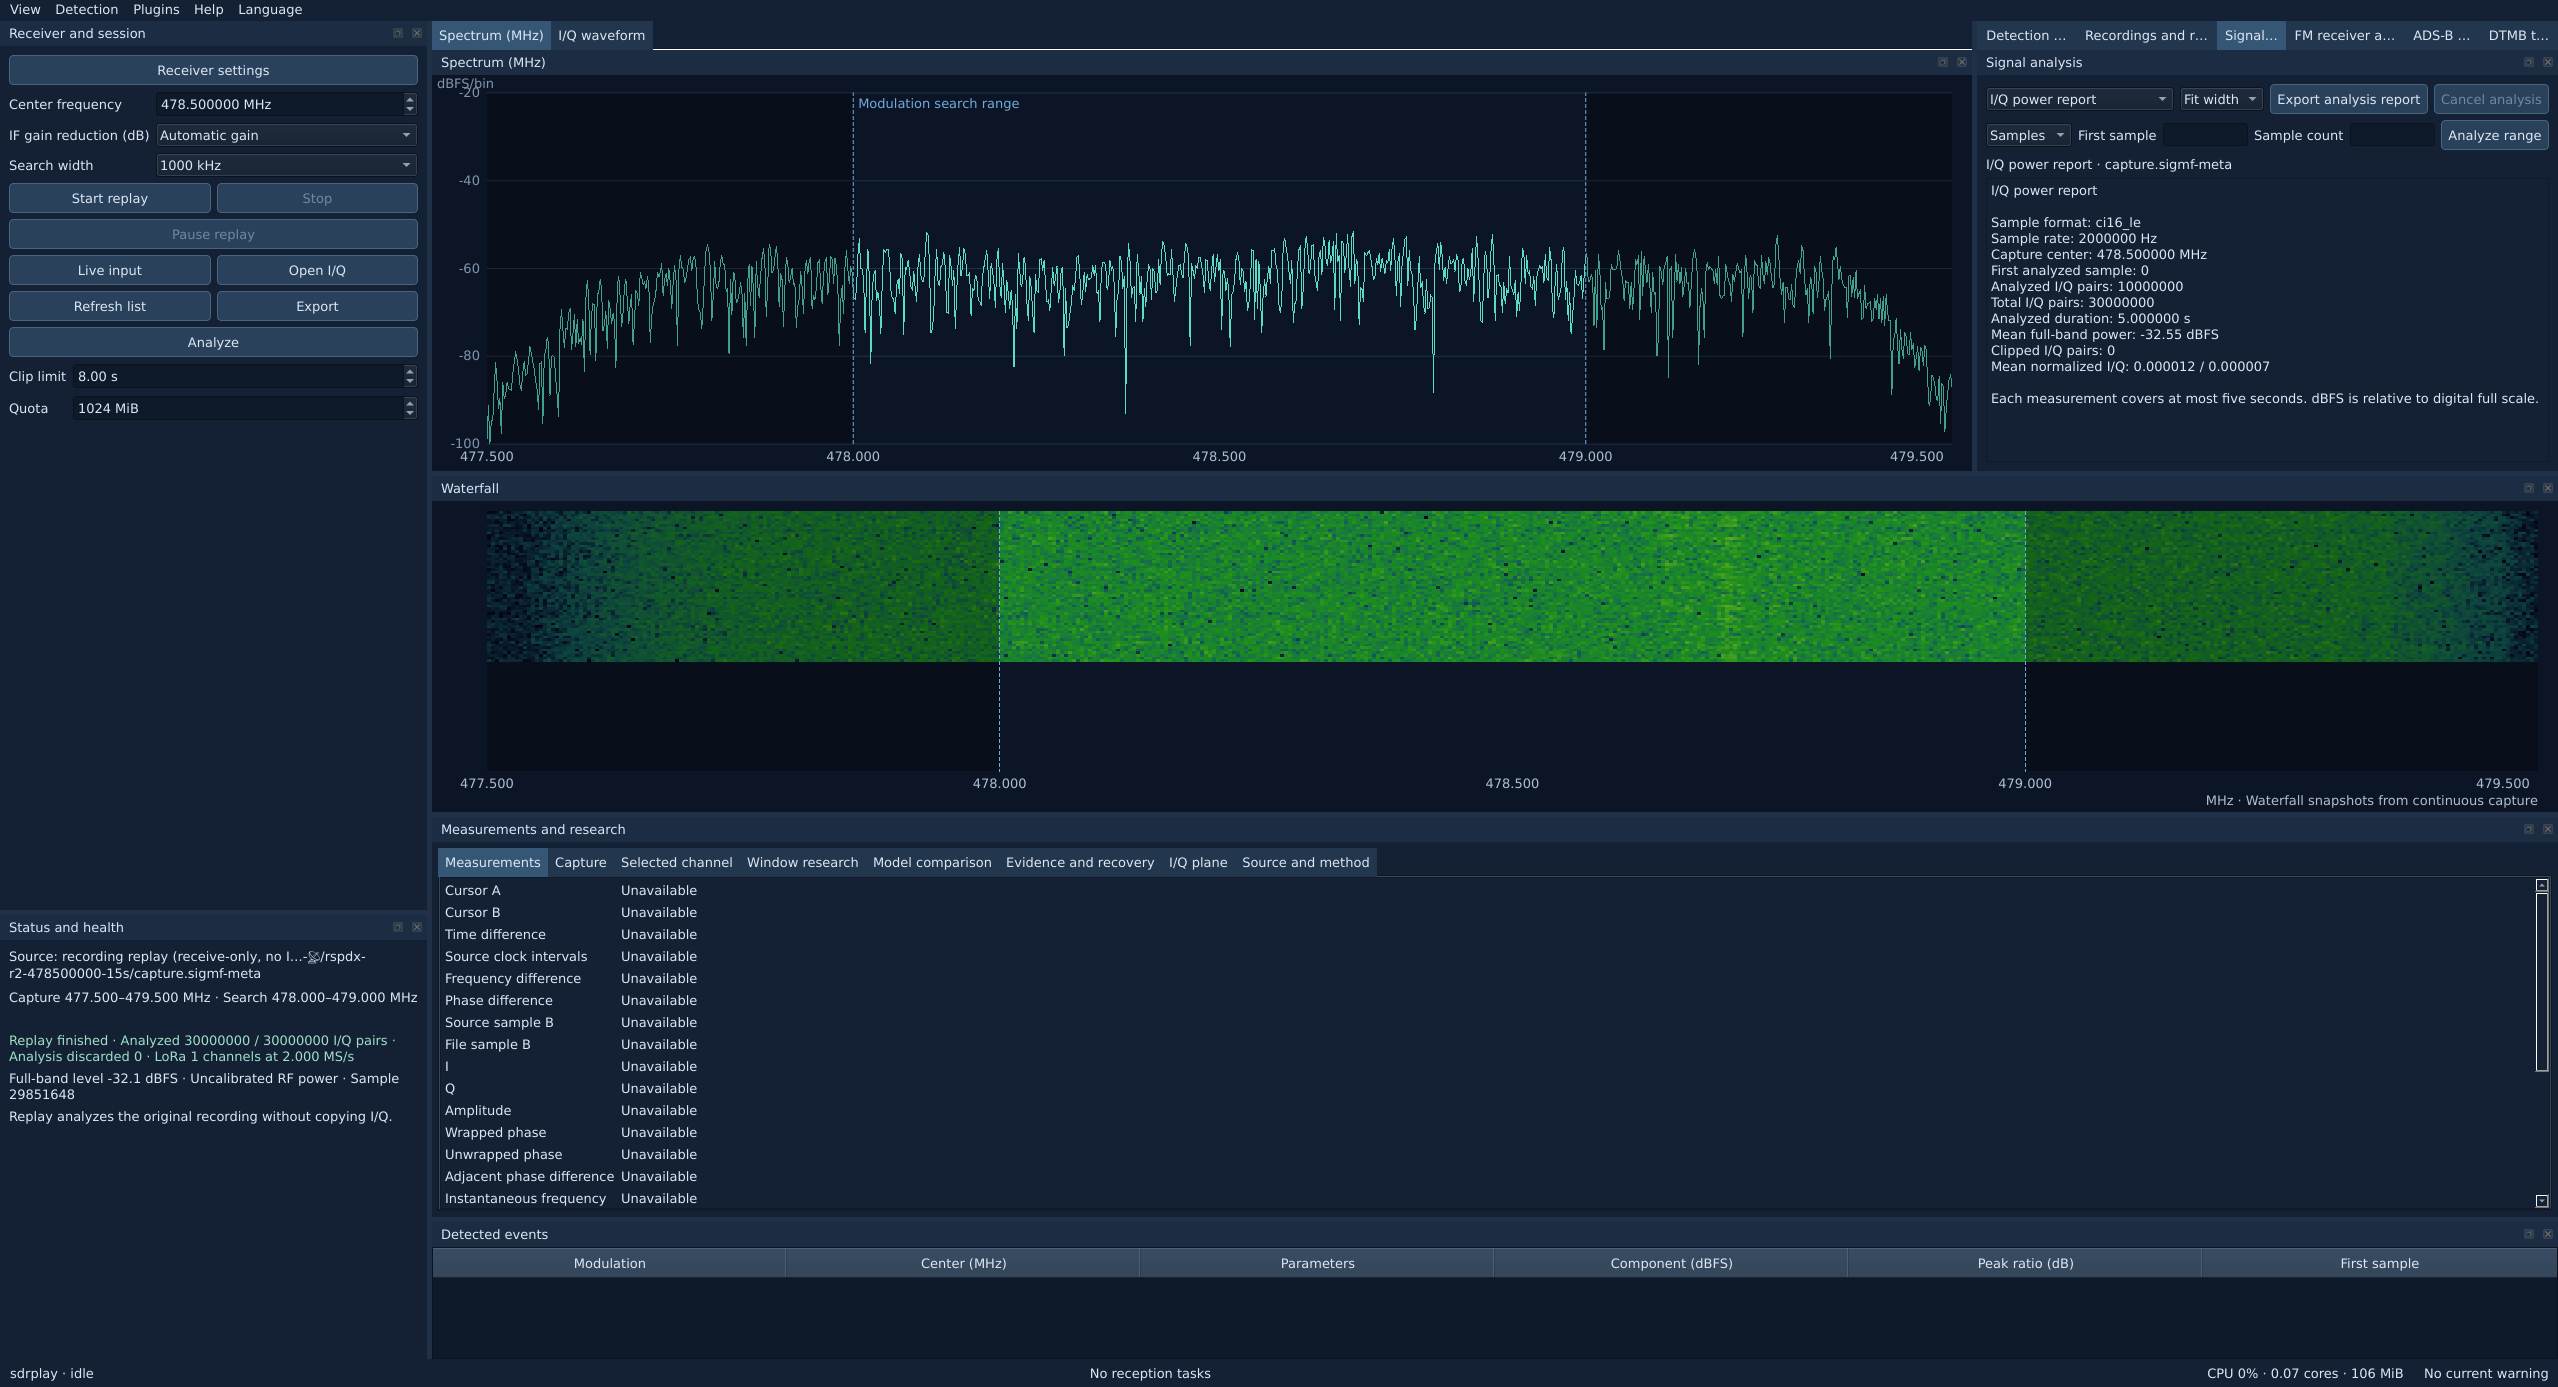 View Detection Plugins Help Language
Receiver and session
Receiver settings
Center frequency 478.500000 MHz
IF gain reduction (dB) Automatic gain
Search width 1000 kHz
Start replay Stop
Pause replay
Live input Open I/Q
Refresh list Export
Analyze
Clip limit 8.00 s
Quota 1024 MiB
Status and health
Source: recording replay (receive-only, no I...-📡/rspdx-
r2-478500000-15s/capture.sigmf-meta
Capture 477.500–479.500 MHz · Search 478.000–479.000 MHz
Replay finished · Analyzed 30000000 / 30000000 I/Q pairs ·
Analysis discarded 0 · LoRa 1 channels at 2.000 MS/s
Full-band level -32.1 dBFS · Uncalibrated RF power · Sample
29851648
Replay analyzes the original recording without copying I/Q.
Spectrum (MHz) I/Q waveform
Spectrum (MHz)
dBFS/bin
-20
Modulation search range
-40
-60
-80
-100
477.500 478.000 478.500 479.000 479.500
Detection ... Recordings and r... Signal... FM receiver a... ADS-B ... DTMB t...
Signal analysis
I/Q power report Fit width Export analysis report Cancel analysis
Samples First sample Sample count Analyze range
I/Q power report · capture.sigmf-meta
I/Q power report
Sample format: ci16_le
Sample rate: 2000000 Hz
Capture center: 478.500000 MHz
First analyzed sample: 0
Analyzed I/Q pairs: 10000000
Total I/Q pairs: 30000000
Analyzed duration: 5.000000 s
Mean full-band power: -32.55 dBFS
Clipped I/Q pairs: 0
Mean normalized I/Q: 0.000012 / 0.000007
Each measurement covers at most five seconds. dBFS is relative to digital full scale.
Waterfall
477.500 478.000 478.500 479.000 479.500
MHz · Waterfall snapshots from continuous capture
Measurements and research
Measurements Capture Selected channel Window research Model comparison Evidence and recovery I/Q plane Source and method
Cursor A Unavailable
Cursor B Unavailable
Time difference Unavailable
Source clock intervals Unavailable
Frequency difference Unavailable
Phase difference Unavailable
Source sample B Unavailable
File sample B Unavailable
I Unavailable
Q Unavailable
Amplitude Unavailable
Wrapped phase Unavailable
Unwrapped phase Unavailable
Adjacent phase difference Unavailable
Instantaneous frequency Unavailable
Detected events
Modulation Center (MHz) Parameters Component (dBFS) Peak ratio (dB) First sample
sdrplay · idle No reception tasks CPU 0% · 0.07 cores · 106 MiB No current warning